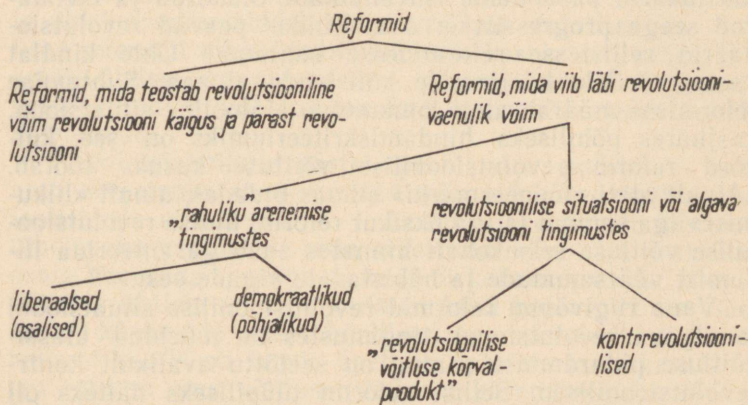 Reformid
Reformid, mida teostab revolutsiooniline
võim revolutsiooni käigus ja pärast revo-
lutsiooni
Reformid, mida viib läbi revolutsiooni-
vaenulik võim
„rahuliku" arenemise
tingimustes
revolutsioonilise situatsiooni või algava
revolutsiooni tingimustes
liberaalsed
(osalised)
demokraatlikud
(põhjalikud)
„revolutsioonilise
võitluse kõrval-
produkt"
kontrrevolutsiooni-
lised